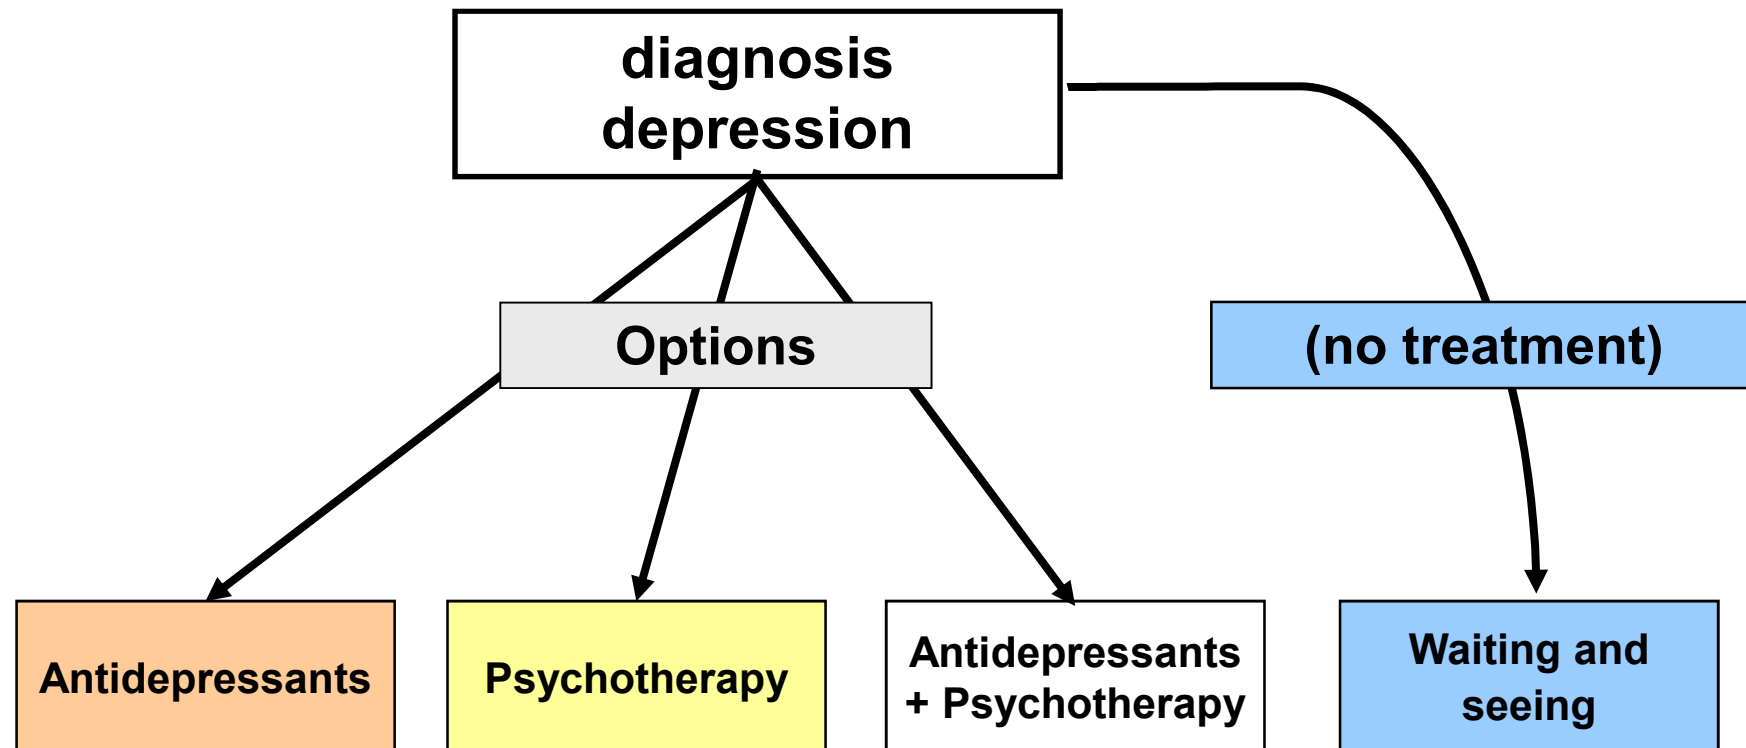 diagnosis
depression
Options
(no treatment)
Antidepressants
Psychotherapy
Antidepressants
+ Psychotherapy
Waiting and
seeing